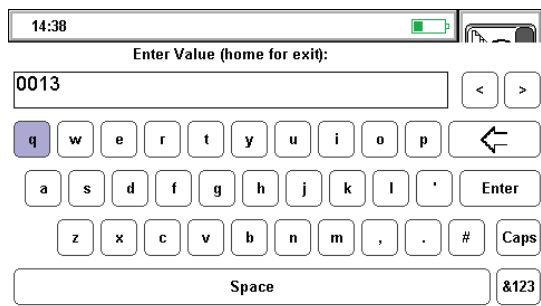 14:38
Enter Value (home for exit):
0013
< >
q w e r t y u i o p
a s d f g h j k l ' Enter
z x c v b n m , . # Caps
Space &123